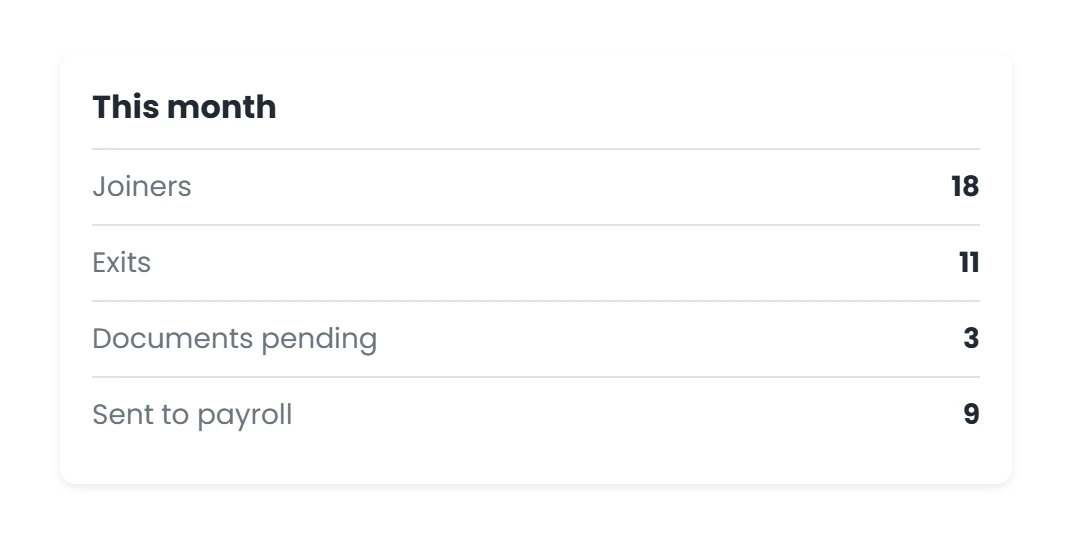 This month
Joiners 18
Exits 11
Documents pending 3
Sent to payroll 9